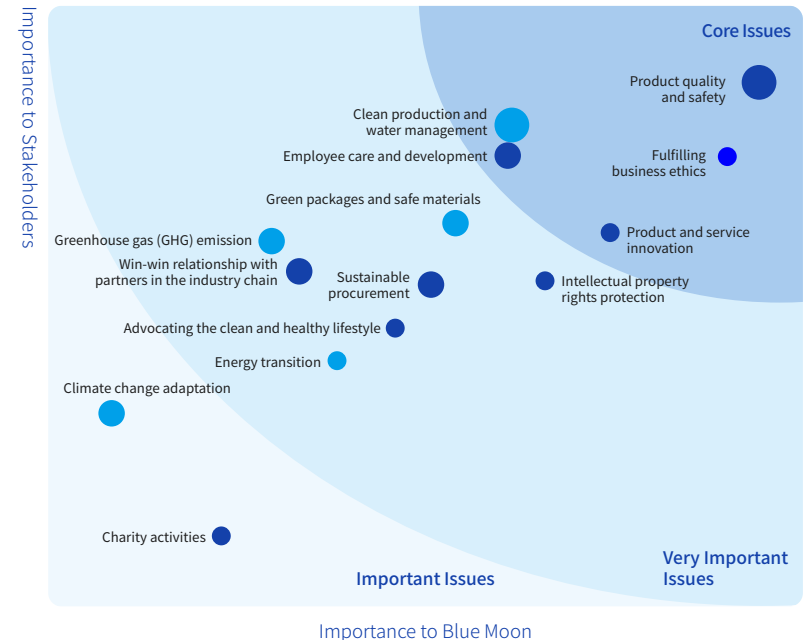 Importance to Stakeholders
Core Issues
Product quality
and safety
Clean production and
water management
Employee care and development
Fulfilling
business ethics
Green packages and safe materials
Greenhouse gas (GHG) emission
Product and service
innovation
Win-win relationship with
partners in the industry chain
Sustainable
procurement
Intellectual property
rights protection
Advocating the clean and healthy lifestyle
Energy transition
Climate change adaptation
Charity activities
Very Important
Issues
Important Issues
Importance to Blue Moon